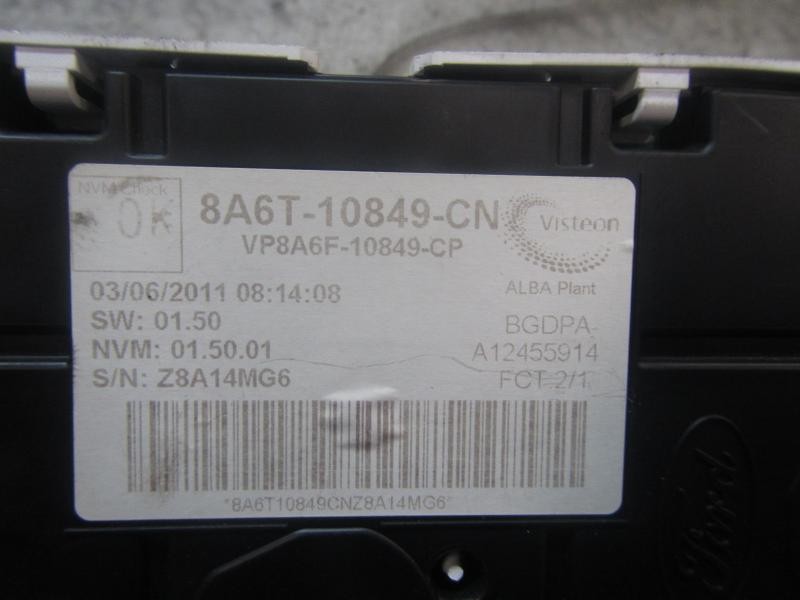 NVM Check
OK
8A6T-10849-CN
Visteon
VP8A6F-10849-CP
ALBA Plant
03/06/2011 08:14:08
SW: 01.50
BGDPA
NVM: 01.50.01
A12455914
S/N: Z8A14MG6
FCT 2/1
*8A6T10849CNZ8A14MG6*
Ford